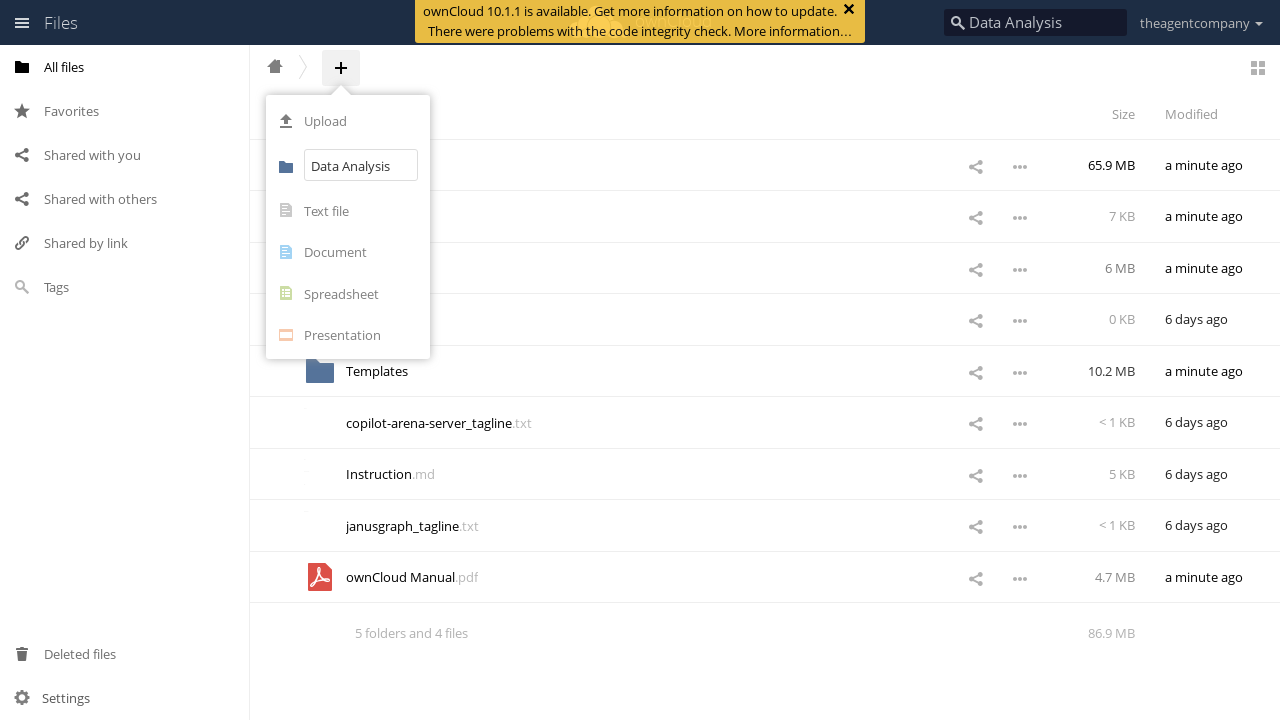 Files
ownCloud 10.1.1 is available. Get more information on how to update.
There were problems with the code integrity check. More information…
Data Analysis
theagentcompany
All files
Favorites
Shared with you
Shared with others
Shared by link
Tags
Deleted files
Settings
Upload
Data Analysis
Text file
Document
Spreadsheet
Presentation
Size Modified
65.9 MB a minute ago
7 KB a minute ago
6 MB a minute ago
0 KB 6 days ago
Templates 10.2 MB a minute ago
copilot-arena-server_tagline.txt < 1 KB 6 days ago
Instruction.md 5 KB 6 days ago
janusgraph_tagline.txt < 1 KB 6 days ago
ownCloud Manual.pdf 4.7 MB a minute ago
5 folders and 4 files 86.9 MB